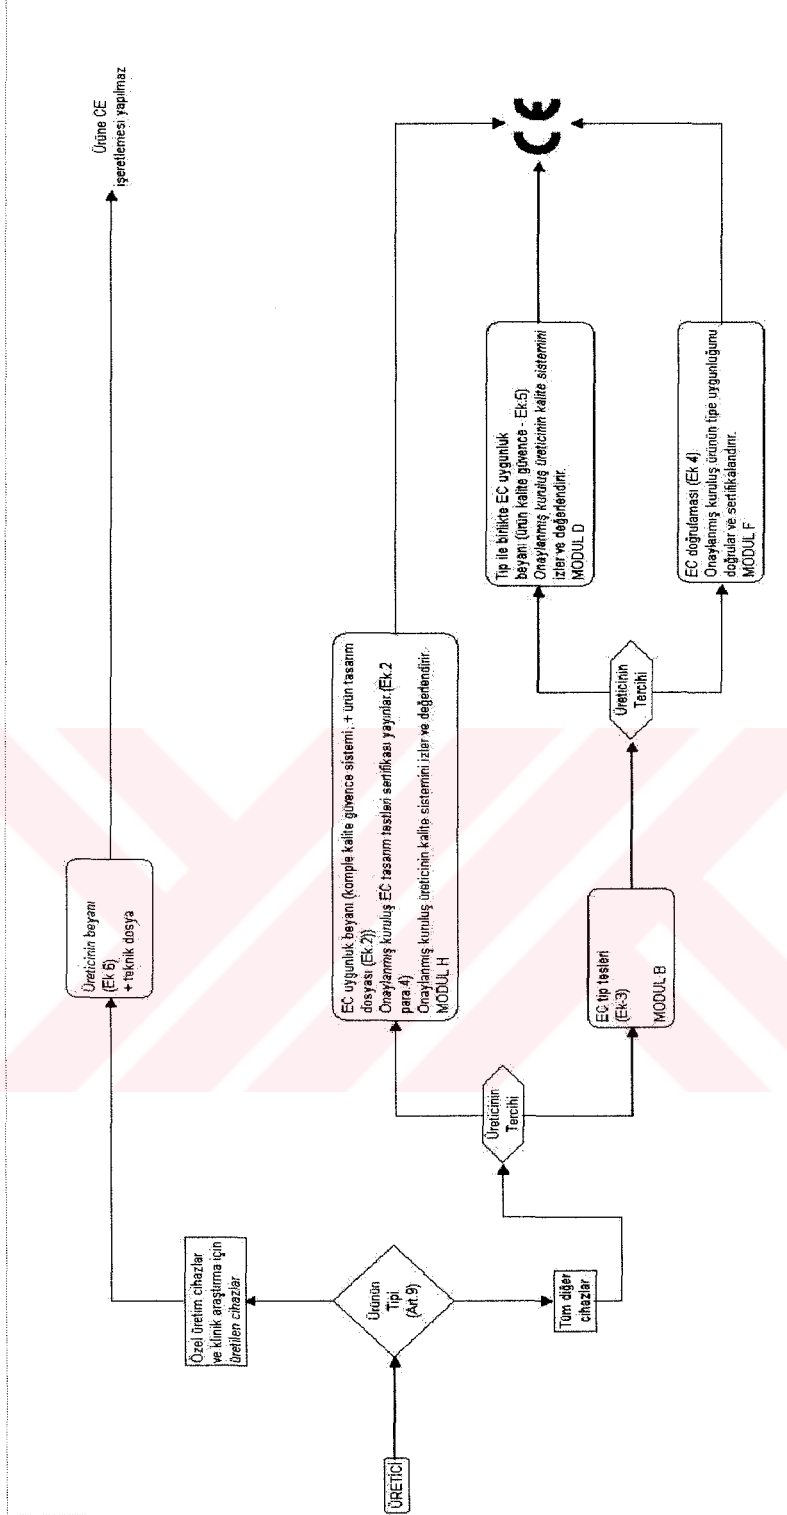 ÜRETİCİ
Ürünün
Tipi
(Art.9)
Özel üretim cihazlar
ve klinik araştırma için
üretilen cihazlar
Tüm diğer
cihazlar
Üreticinin beyanı
(Ek 6)
+ teknik dosya
Ürüne CE
işeretlemesi yapılmaz
Üreticinin
Tercihi
EC uygunluk beyanı (komple kalite güvence sistemi, + ürün tasarım
dosyası (Ek.2))
Onaylanmış kuruluş EC tasarım testleri sertifikası yayınlar.(Ek.2
para.4)
Onaylanmış kuruluş üreticinin kalite sistemini izler ve değerlendirir.
MODUL H
EC tip testleri
(Ek-3)
MODUL B
Üreticinin
Tercihi
Tip ile birlikte EC uygunluk
beyanı (ürün kalite güvence - Ek.5)
Onaylanmış kuruluş üreticinin kalite sistemini
izler ve değerlendirir.
MODUL D
EC doğrulaması (Ek 4)
Onaylanmış kuruluş ürünün tipe uygunluğunu
doğrular ve sertifikalandırır.
MODUL F
CE